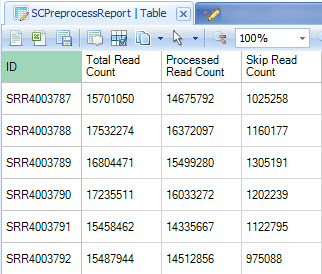 SCPreprocessReport | Table
100%
ID Total Read Count Processed Read Count Skip Read Count
SRR4003787 15701050 14675792 1025258
SRR4003788 17532274 16372097 1160177
SRR4003789 16804471 15499280 1305191
SRR4003790 17235511 16033272 1202239
SRR4003791 15458462 14335667 1122795
SRR4003792 15487944 14512856 975088